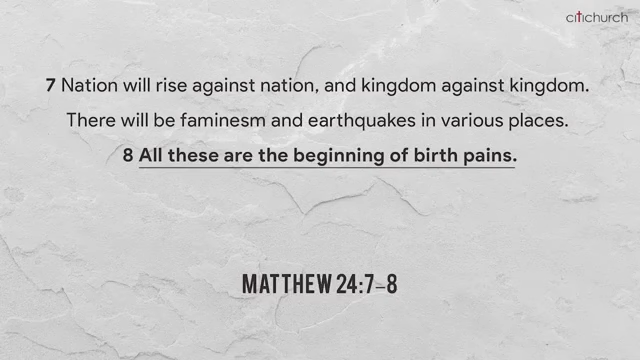 citichurch
7 Nation will rise against nation, and kingdom against kingdom.
There will be faminesm and earthquakes in various places.
8 All these are the beginning of birth pains.
MATTHEW 24:7–8